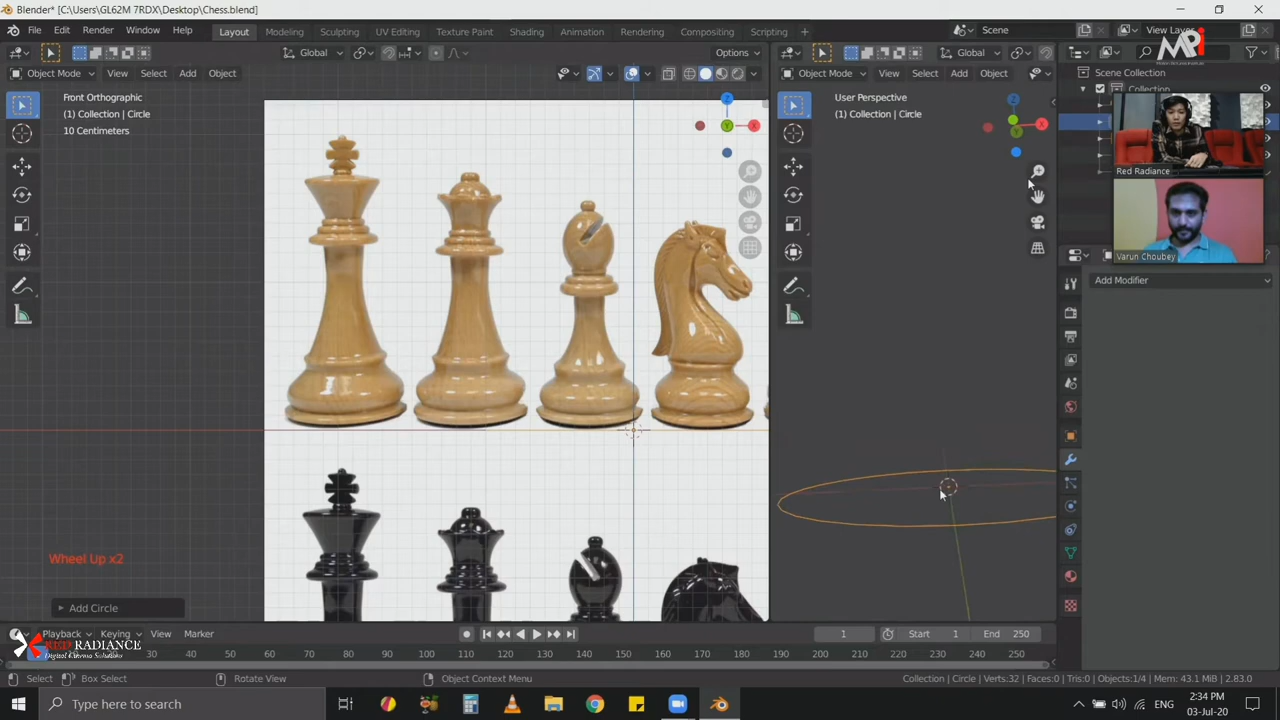 Blender* [C:\Users\GL62M 7RDX\Desktop\Chess.blend]
File Edit Render Window Help Layout Modeling Sculpting UV Editing Texture Paint Shading Animation Rendering Compositing Scripting Scene View Layer
Global Options Global
Object Mode View Select Add Object Object Mode View Select Add Object Scene Collection
Collection
Front Orthographic User Perspective
(1) Collection | Circle (1) Collection | Circle
10 Centimeters
Red Radiance
Varun Choubey
Add Modifier
Wheel Up x2
Add Circle
Playback Keying View Marker 1 Start 1 End 250
RED RADIANCE
Digital Cinema Solutions
30 40 50 60 70 80 90 100 110 120 130 140 150 160 170 180 190 200 210 220 230 240 250
Select Box Select Rotate View Object Context Menu Collection | Circle | Verts:32 | Faces:0 | Tris:0 | Objects:1/4 | Mem: 43.1 MiB | 2.83.0
Type here to search ENG 2:34 PM
03-Jul-20